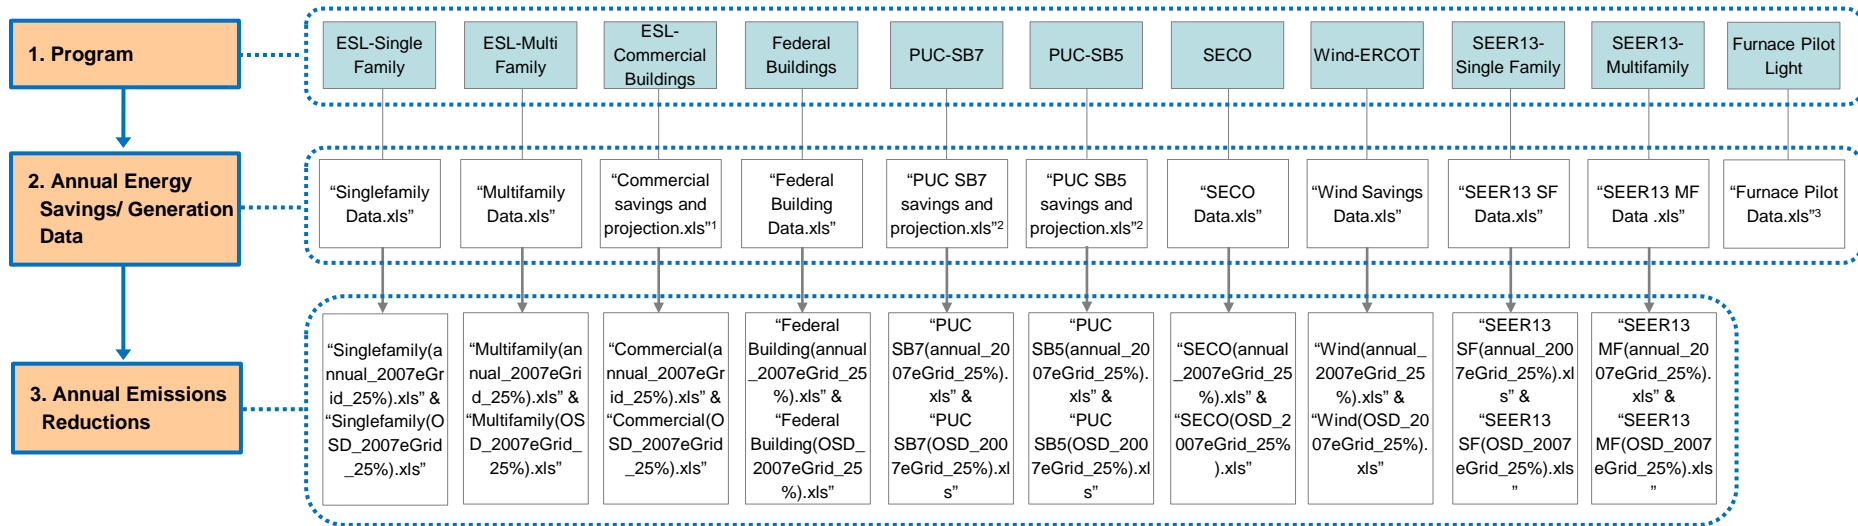 1. Program
ESL-Single
Family
ESL-Multi
Family
ESL-
Commercial
Buildings
Federal
Buildings
PUC-SB7
PUC-SB5
SECO
Wind-ERCOT
SEER13-
Single Family
SEER13-
Multifamily
Furnace Pilot
Light
2. Annual Energy
Savings/ Generation
Data
“Singlefamily
Data.xls”
“Multifamily
Data.xls”
“Commercial
savings and
projection.xls”1
“Federal
Building
Data.xls”
“PUC SB7
savings and
projection.xls”2
“PUC SB5
savings and
projection.xls”2
“SECO
Data.xls”
“Wind Savings
Data.xls”
“SEER13 SF
Data.xls”
“SEER13 MF
Data .xls”
“Furnace Pilot
Data.xls”3
3. Annual Emissions
Reductions
“Singlefamily(a
nnual_2007eGr
id_25%).xls” &
“Singlefamily(O
SD_2007eGrid
_25%).xls”
“Multifamily(an
nual_2007eGri
d_25%).xls” &
“Multifamily(OS
D_2007eGrid
_25%).xls”
“Commercial(a
nnual_2007eGr
id_25%).xls” &
“Commercial(O
SD_2007eGrid
_25%).xls”
“Federal
Building(annual
_2007eGrid_25
%).xls” &
“Federal
Building(OSD_
2007eGrid_25
%).xls”
“PUC
SB7(annual_20
07eGrid_25%).
xls” &
“PUC
SB7(OSD_200
7eGrid_25%).xl
s”
“PUC
SB5(annual_20
07eGrid_25%).
xls” &
“PUC
SB5(OSD_200
7eGrid_25%).xl
s”
“SECO(annual
_2007eGrid_25
%).xls” &
“SECO(OSD_2
007eGrid_25%
).xls”
“Wind(annual_
2007eGrid_25
%).xls” &
“Wind(OSD_20
07eGrid_25%).
xls”
“SEER13
SF(annual_200
7eGrid_25%).xl
s” &
“SEER13
SF(OSD_2007
eGrid_25%).xls
”
“SEER13
MF(annual_20
07eGrid_25%).
xls” &
“SEER13
MF(OSD_2007
eGrid_25%).xls
”